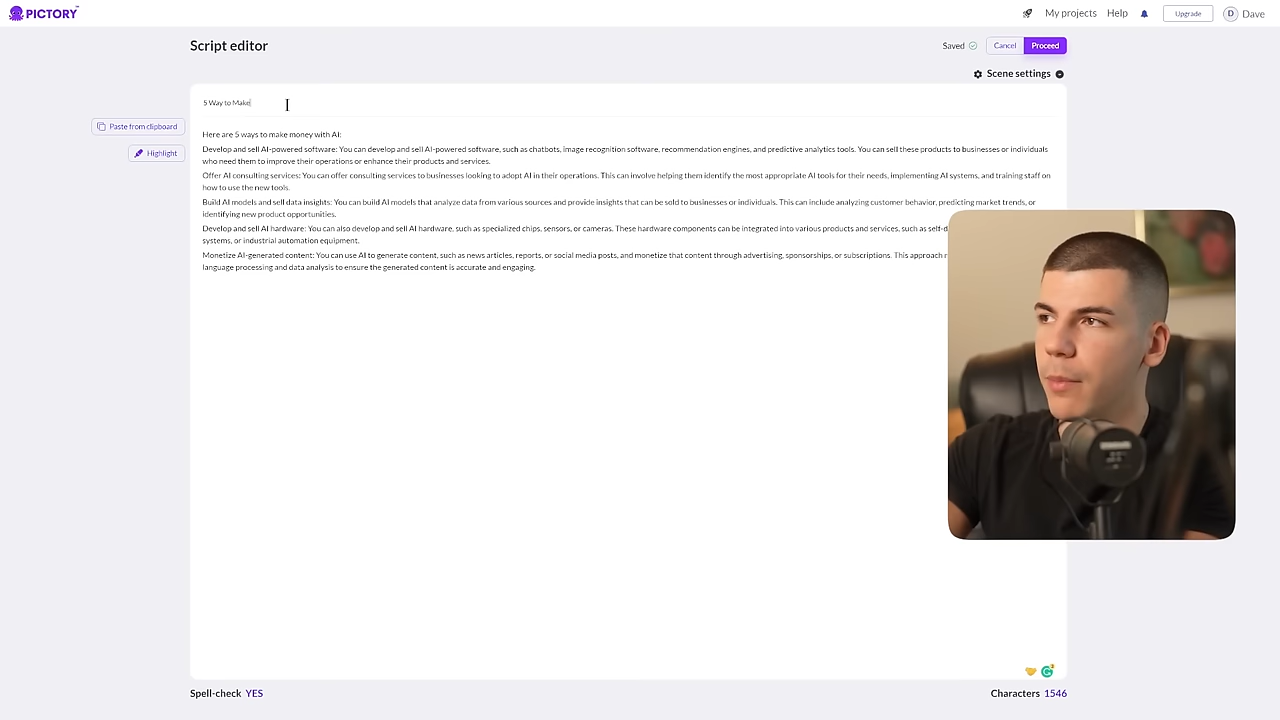 PICTORY
My projects Help Upgrade D Dave
Script editor
Saved Cancel Proceed
Scene settings
5 Way to Make
Paste from clipboard
Highlight
Here are 5 ways to make money with AI:
Develop and sell AI-powered software: You can develop and sell AI-powered software, such as chatbots, image recognition software, recommendation engines, and predictive analytics tools. You can sell these products to businesses or individuals
who need them to improve their operations or enhance their products and services.
Offer AI consulting services: You can offer consulting services to businesses looking to adopt AI in their operations. This can involve helping them identify the most appropriate AI tools for their needs, implementing AI systems, and training staff on
how to use the new tools.
Build AI models and sell data insights: You can build AI models that analyze data from various sources and provide insights that can be sold to businesses or individuals. This can include analyzing customer behavior, predicting market trends, or
identifying new product opportunities.
Develop and sell AI hardware: You can also develop and sell AI hardware, such as specialized chips, sensors, or cameras. These hardware components can be integrated into various products and services, such as self-d
systems, or industrial automation equipment.
Monetize AI-generated content: You can use AI to generate content, such as news articles, reports, or social media posts, and monetize that content through advertising, sponsorships, or subscriptions. This approach r
language processing and data analysis to ensure the generated content is accurate and engaging.
Spell-check YES
Characters 1546